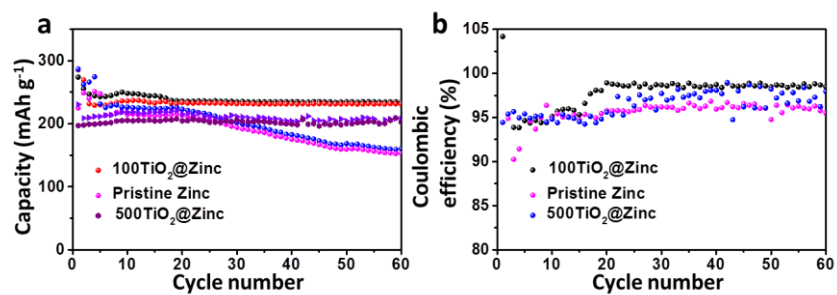 a
Capacity (mAh g⁻¹)
300
200
100
0
100TiO₂@Zinc
Pristine Zinc
500TiO₂@Zinc
0 10 20 30 40 50 60
Cycle number
b
Coulombic
efficiency (%)
105
100
95
90
85
80
100TiO₂@Zinc
Pristine Zinc
500TiO₂@Zinc
0 10 20 30 40 50 60
Cycle number